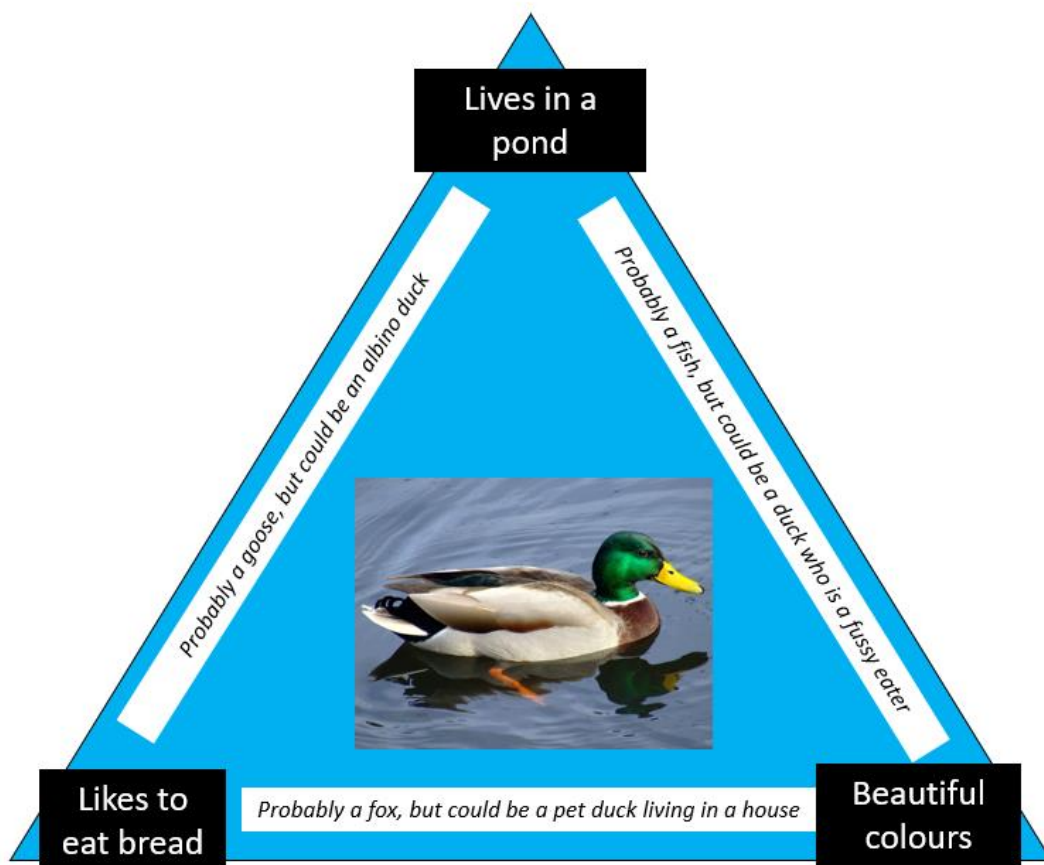 Lives in a
pond
Probably a goose, but could be an albino duck
Probably a fish, but could be a duck who is a fussy eater
Likes to
eat bread
Probably a fox, but could be a pet duck living in a house
Beautiful
colours